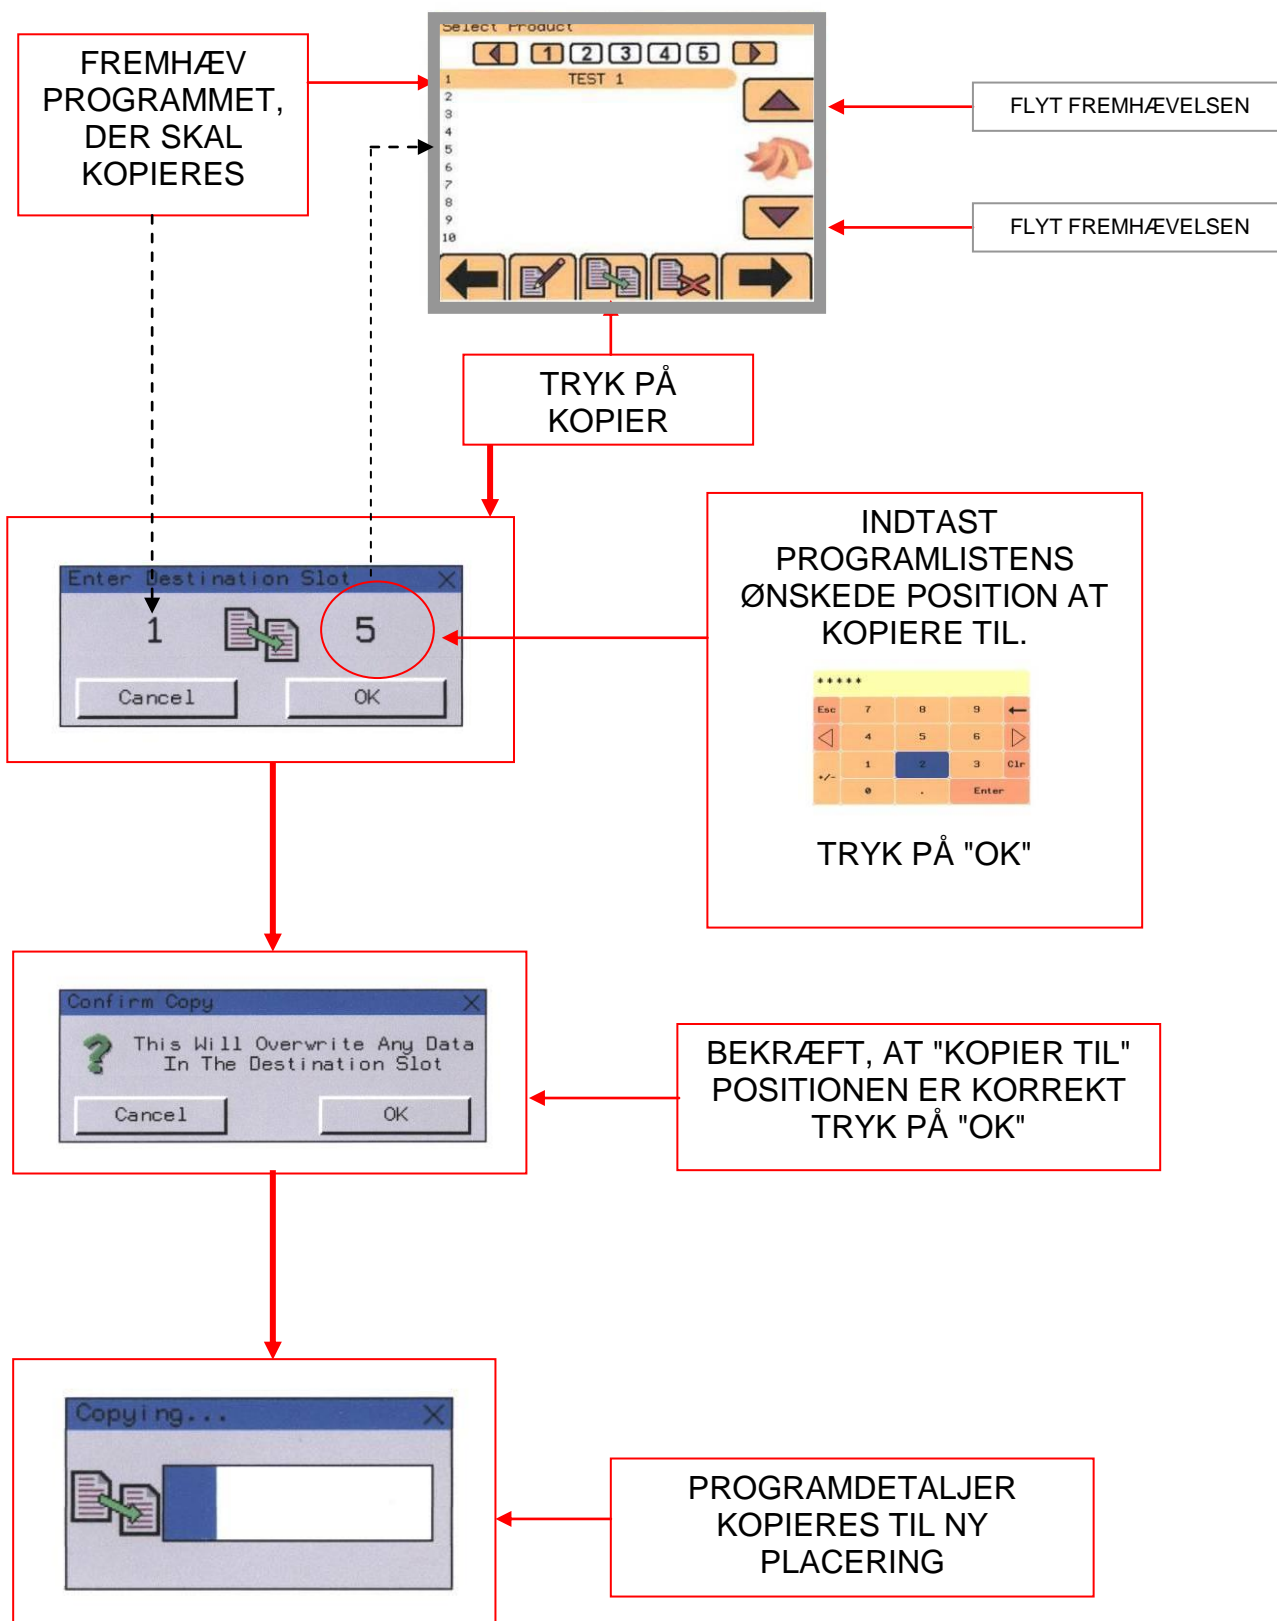 Select Product
1 2 3 4 5
1 TEST 1
2
3
4
5
6
7
8
9
10
FREMHÆV
PROGRAMMET,
DER SKAL
KOPIERES
FLYT FREMHÆVELSEN
FLYT FREMHÆVELSEN
TRYK PÅ
KOPIER
Enter Destination Slot X
1 5
Cancel OK
INDTAST
PROGRAMLISTENS
ØNSKEDE POSITION AT
KOPIERE TIL.
*****
Esc 7 8 9
4 5 6
+/- 1 2 3 Clr
0 . Enter
TRYK PÅ "OK"
Confirm Copy X
? This Will Overwrite Any Data
In The Destination Slot
Cancel OK
BEKRÆFT, AT "KOPIER TIL"
POSITIONEN ER KORREKT
TRYK PÅ "OK"
Copying... X
PROGRAMDETALJER
KOPIERES TIL NY
PLACERING